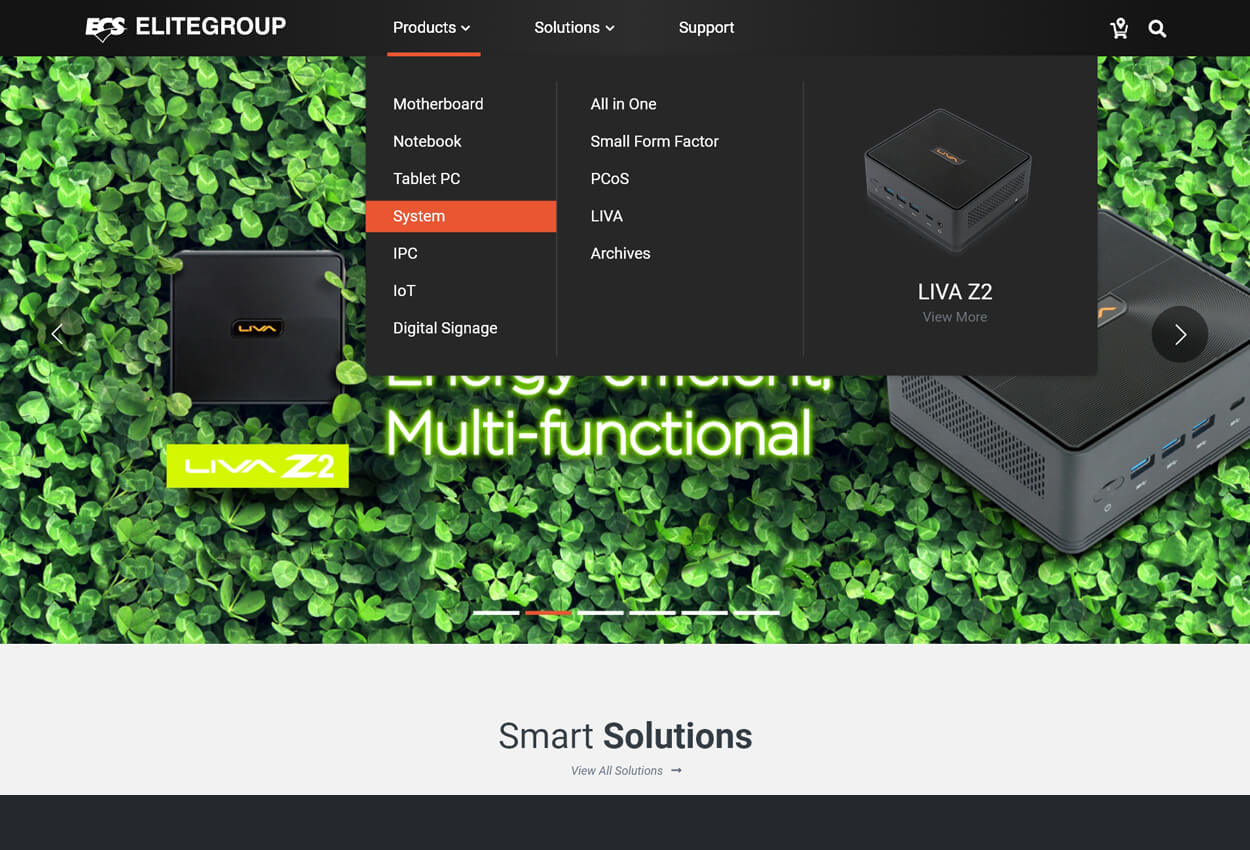 ECS ELITEGROUP
Products
Solutions
Support
Motherboard
Notebook
Tablet PC
System
IPC
IoT
Digital Signage
All in One
Small Form Factor
PCoS
LIVA
Archives
LIVA
LIVA Z2
View More
LIVA
Energy-efficient,
Multi-functional
LIVA Z2
Smart Solutions
View All Solutions